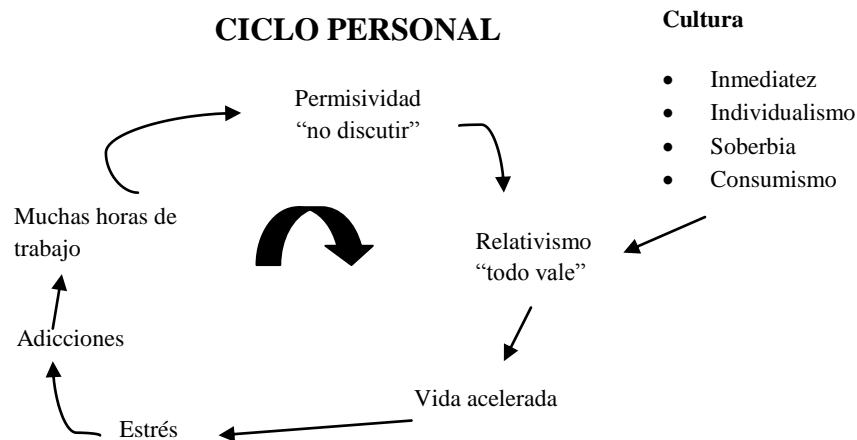 CICLO PERSONAL
Cultura
• Inmediatez
• Individualismo
• Soberbia
• Consumismo
Permisividad
“no discutir”
Relativismo
“todo vale”
Vida acelerada
Estrés
Adicciones
Muchas horas de
trabajo